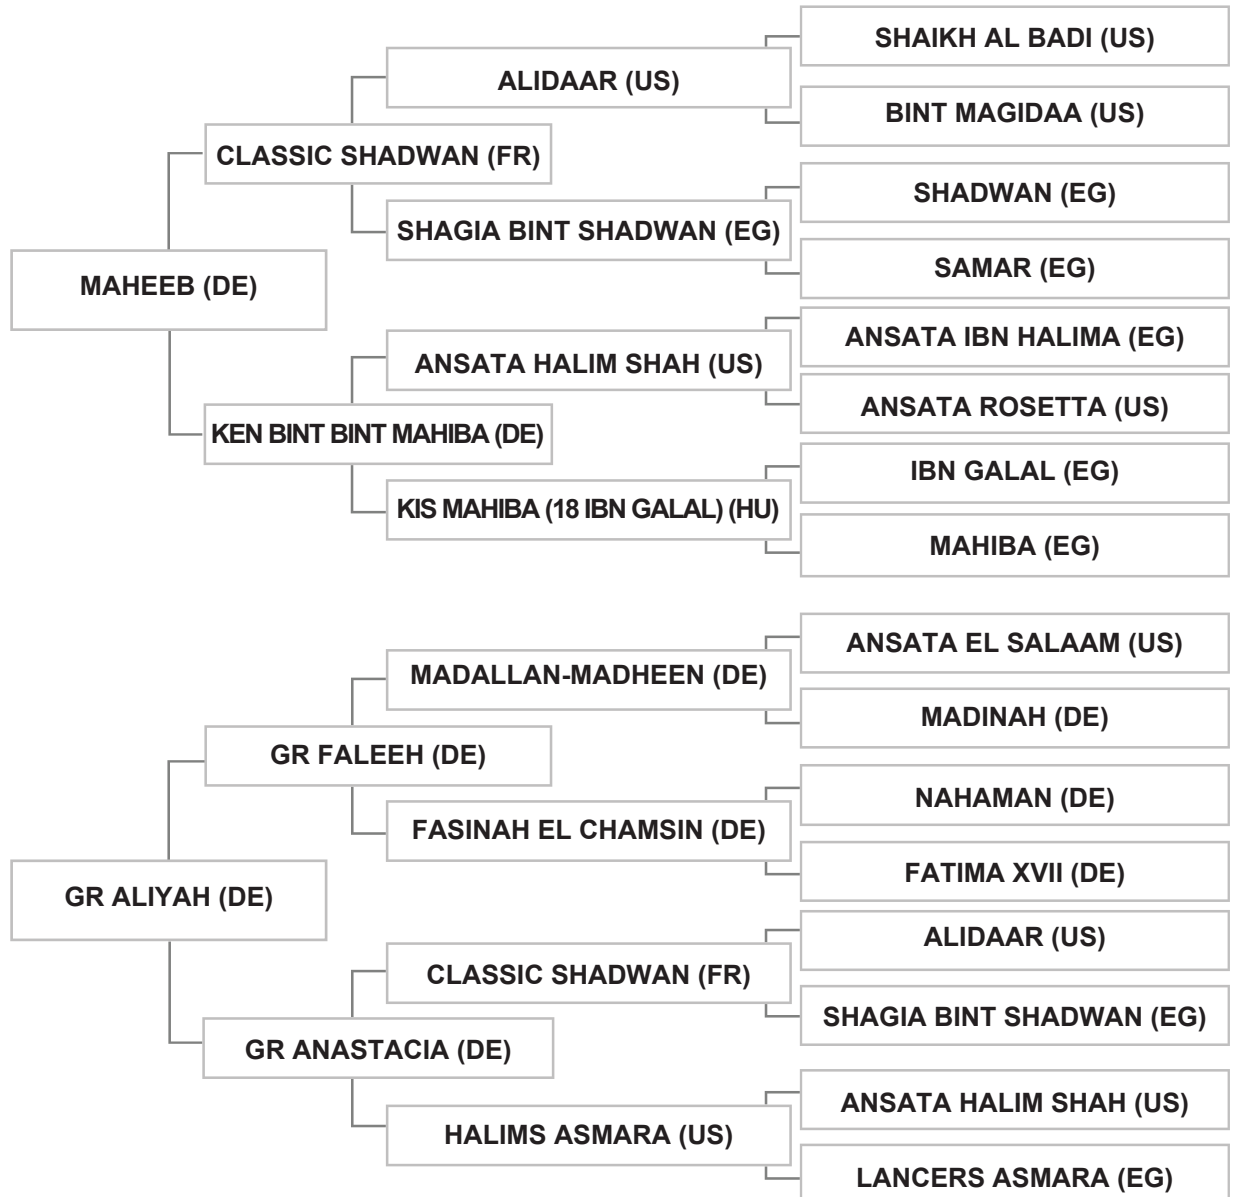 SHAIKH AL BADI (US)
ALIDAAR (US)
BINT MAGIDAA (US)
CLASSIC SHADWAN (FR)
SHADWAN (EG)
SHAGIA BINT SHADWAN (EG)
SAMAR (EG)
MAHEEB (DE)
ANSATA IBN HALIMA (EG)
ANSATA HALIM SHAH (US)
ANSATA ROSETTA (US)
KEN BINT BINT MAHIBA (DE)
IBN GALAL (EG)
KIS MAHIBA (18 IBN GALAL) (HU)
MAHIBA (EG)
ANSATA EL SALAAM (US)
MADALLAN-MADHEEN (DE)
MADINAH (DE)
GR FALEEH (DE)
NAHAMAN (DE)
FASINAH EL CHAMSIN (DE)
FATIMA XVII (DE)
GR ALIYAH (DE)
ALIDAAR (US)
CLASSIC SHADWAN (FR)
SHAGIA BINT SHADWAN (EG)
GR ANASTACIA (DE)
ANSATA HALIM SHAH (US)
HALIMS ASMARA (US)
LANCERS ASMARA (EG)